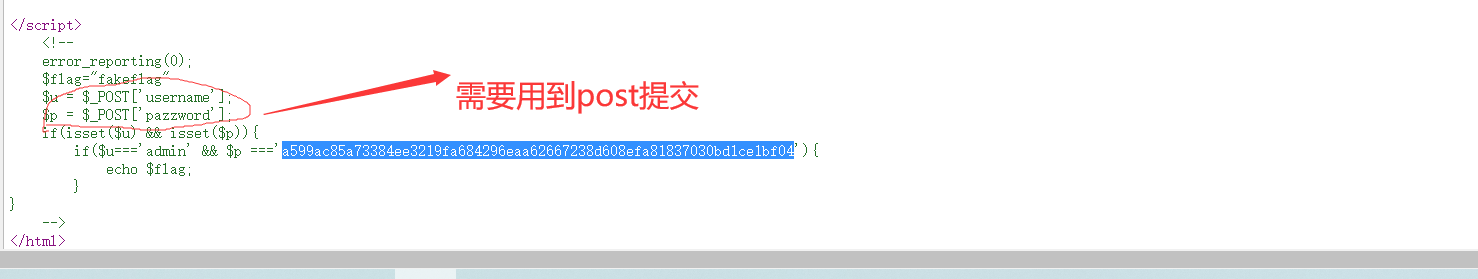 </script>
<!--
error_reporting(0);
$flag="fakeflag"
$u = $_POST['username'];
$p = $_POST['pazzword'];
需要用到post提交
if(isset($u) && isset($p)){
if($u==='admin' && $p ==='a599ac85a73384ee3219fa684296eaa62667238d608efa81837030bd1ce1bf04'){
echo $flag;
}
}
-->
</html>